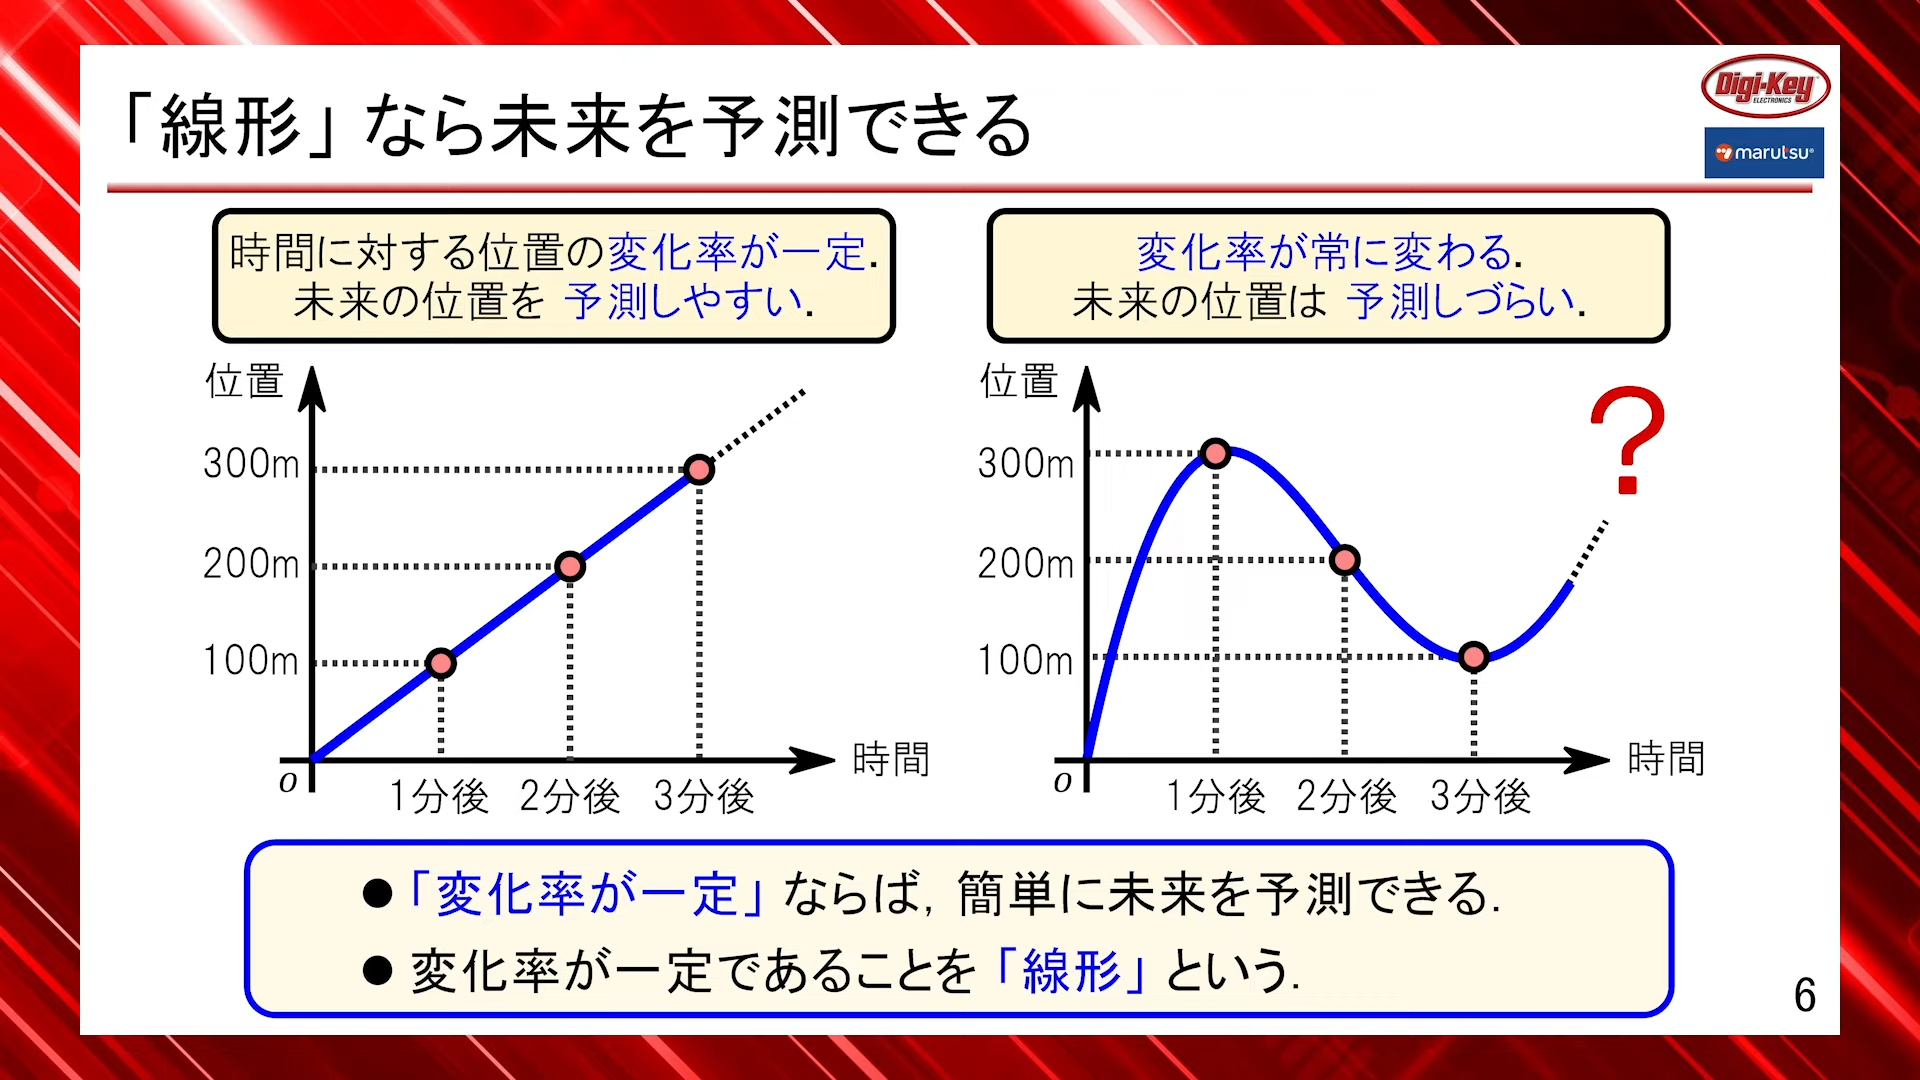 「線形」なら未来を予測できる
Digi-Key
ELECTRONICS
marutsu
時間に対する位置の変化率が一定.
未来の位置を 予測しやすい.
変化率が常に変わる.
未来の位置は 予測しづらい.
位置
300m
200m
100m
o
1分後 2分後 3分後
時間
位置
300m
200m
100m
o
1分後 2分後 3分後
時間
?
●「変化率が一定」ならば, 簡単に未来を予測できる.
● 変化率が一定であることを「線形」という.
6